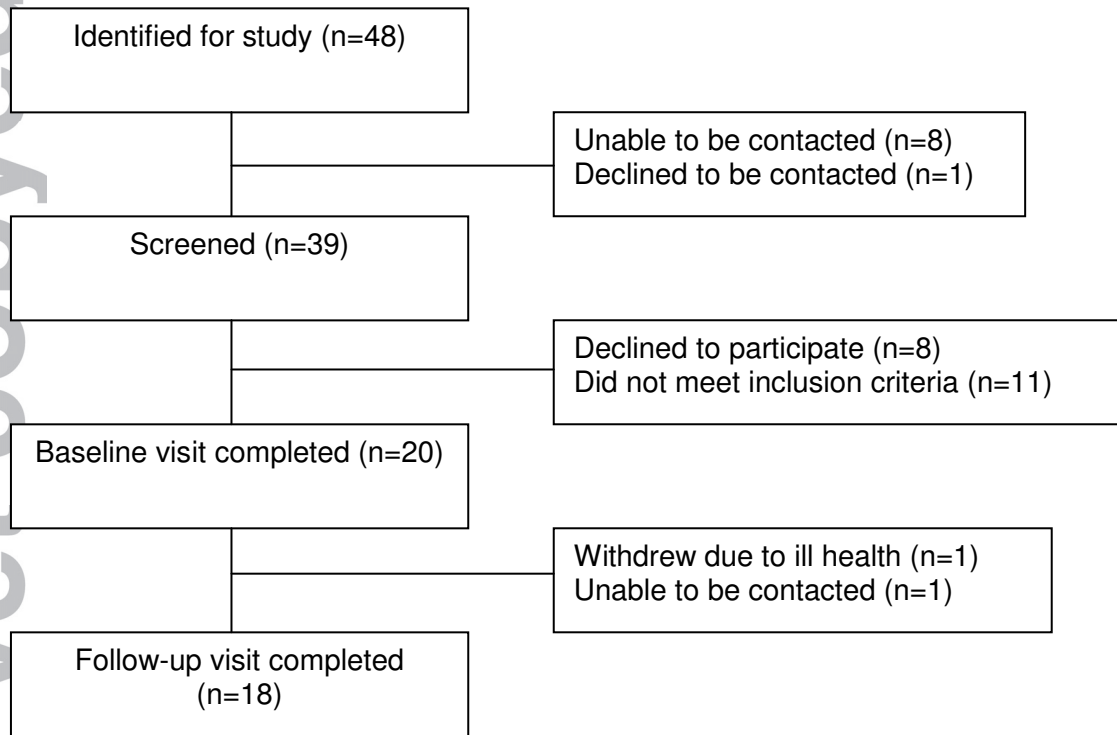 Identified for study (n=48)
Unable to be contacted (n=8)
Declined to be contacted (n=1)
Screened (n=39)
Declined to participate (n=8)
Did not meet inclusion criteria (n=11)
Baseline visit completed (n=20)
Withdrew due to ill health (n=1)
Unable to be contacted (n=1)
Follow-up visit completed
(n=18)